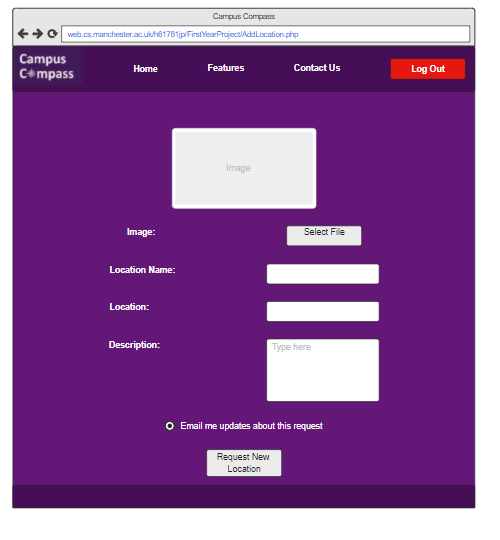 Campus Compass
web.cs.manchester.ac.uk/h61781jp/FirstYearProject/AddLocation.php
Campus
C mpass
Home
Features
Contact Us
Log Out
Image
Image:
Select File
Location Name:
Location:
Description:
Type here
Email me updates about this request
Request New
Location